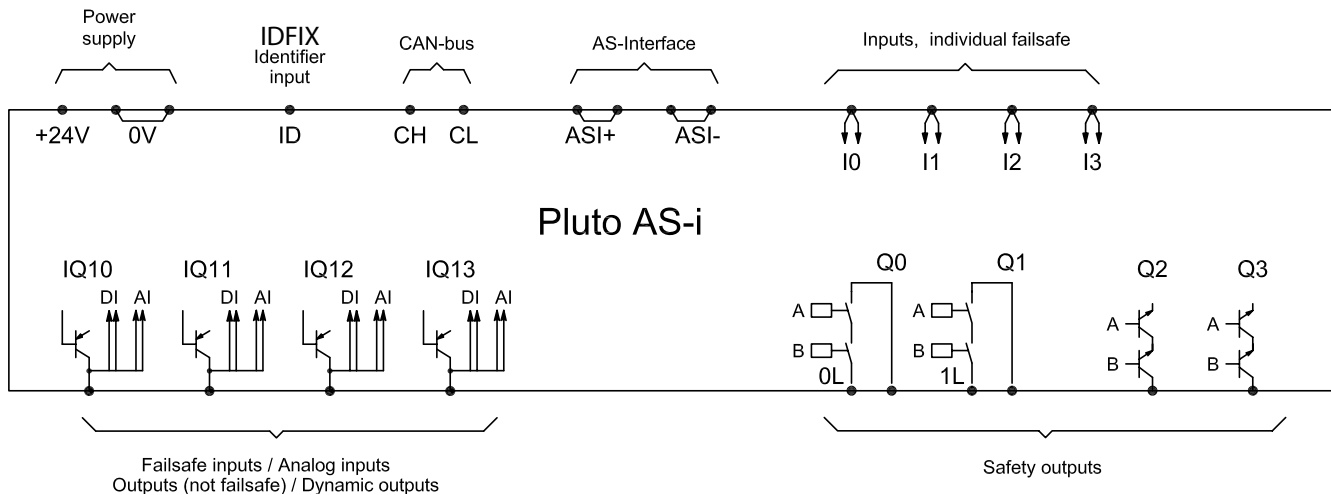 Power
supply
IDFIX
Identifier
input
CAN-bus
AS-Interface
Inputs, individual failsafe
+24V 0V ID CH CL ASI+ ASI-
I0 I1 I2 I3
Pluto AS-i
IQ10 IQ11 IQ12 IQ13
DI AI DI AI DI AI DI AI
Q0 Q1 Q2 Q3
A A A A
B B B B
0L 1L
Failsafe inputs / Analog inputs
Outputs (not failsafe) / Dynamic outputs
Safety outputs